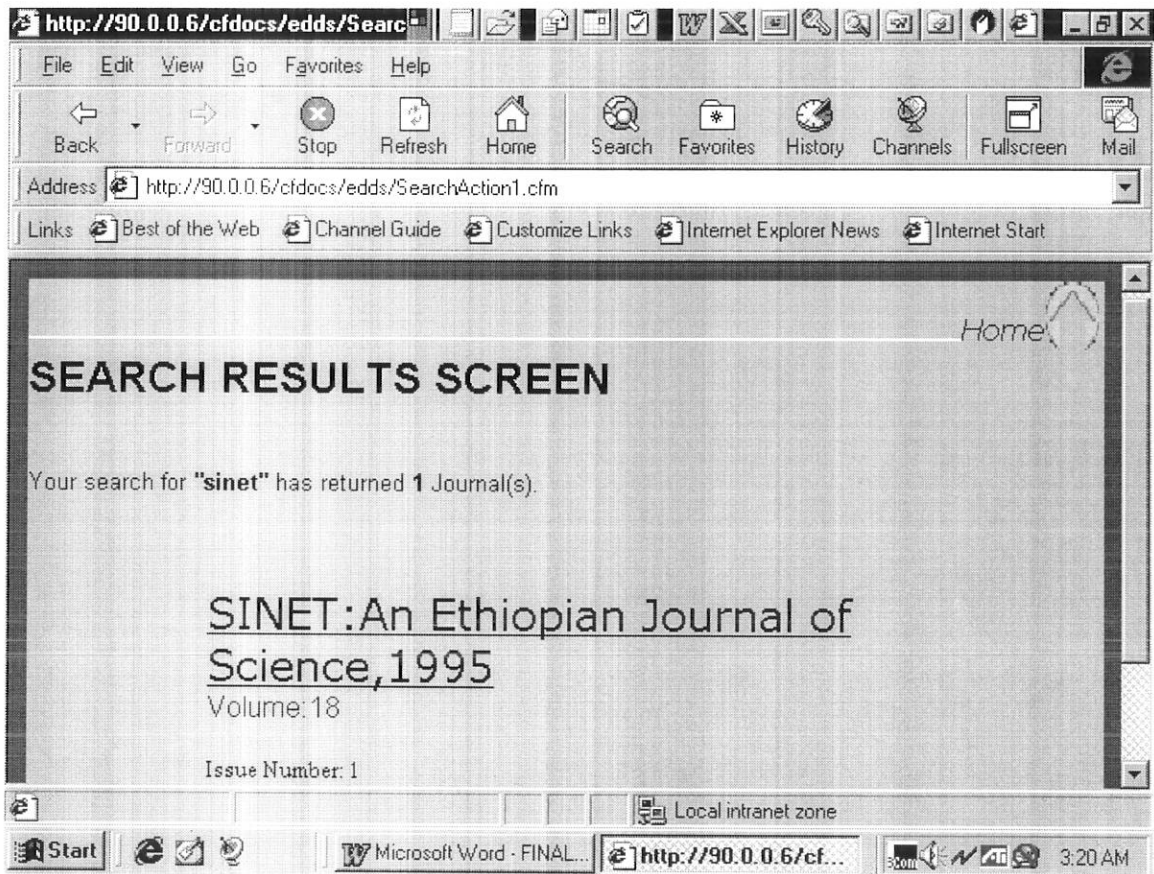 http://90.0.0.6/cfdocs/edds/Searc
File Edit View Go Favorites Help
Back Forward Stop Refresh Home Search Favorites History Channels Fullscreen Mail
Address http://90.0.0.6/cfdocs/edds/SearchAction1.cfm
Links Best of the Web Channel Guide Customize Links Internet Explorer News Internet Start
Home
SEARCH RESULTS SCREEN
Your search for "sinet" has returned 1 Journal(s).
SINET:An Ethiopian Journal of
Science,1995
Volume:18
Issue Number: 1
Local intranet zone
Start Microsoft Word - FINAL... http://90.0.0.6/cf... 3com 3:20 AM